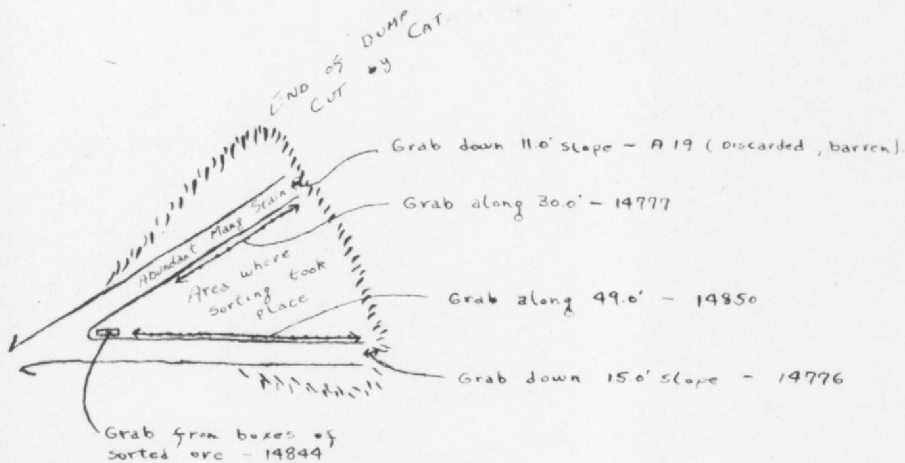 END of DUMP
CUT by CAT.
Grab down 11.0' slope - A 19 (Discarded, barren).
Grab along 30.0' - 14777
Abundant Mang Stain
Area where
sorting took
place
Grab along 49.0' - 14850
Grab down 15.0' slope - 14776
Grab from boxes of
sorted ore - 14844